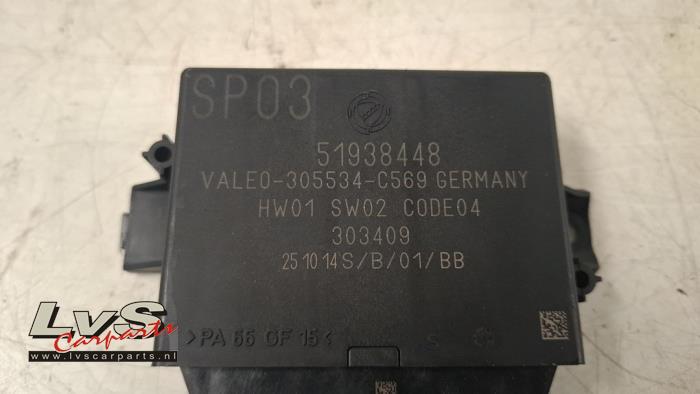 SP03
51938448
VALEO-305534-C569 GERMANY
HW01 SW02 CODE04
303409
25 10 14 S/B/01/BB
>PA 66 GF 15<
LvS
Carparts
www.lvscarparts.nl